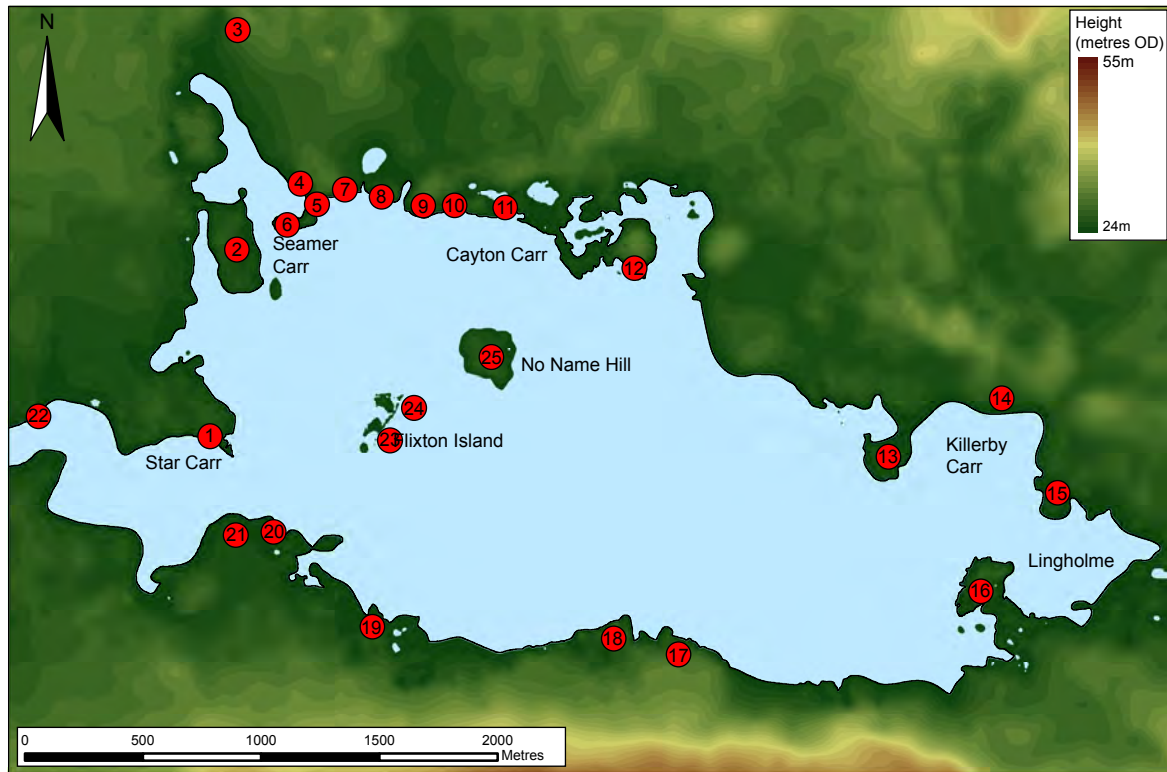 N
Height
(metres OD)
55m
24m
3
4
5
7
8
9
10
11
6
2
Seamer
Carr
Cayton Carr
12
25
No Name Hill
24
23
Flixton Island
22
1
Star Carr
14
13
Killerby
Carr
15
21
20
Lingholme
16
19
18
17
0 500 1000 1500 2000
Metres